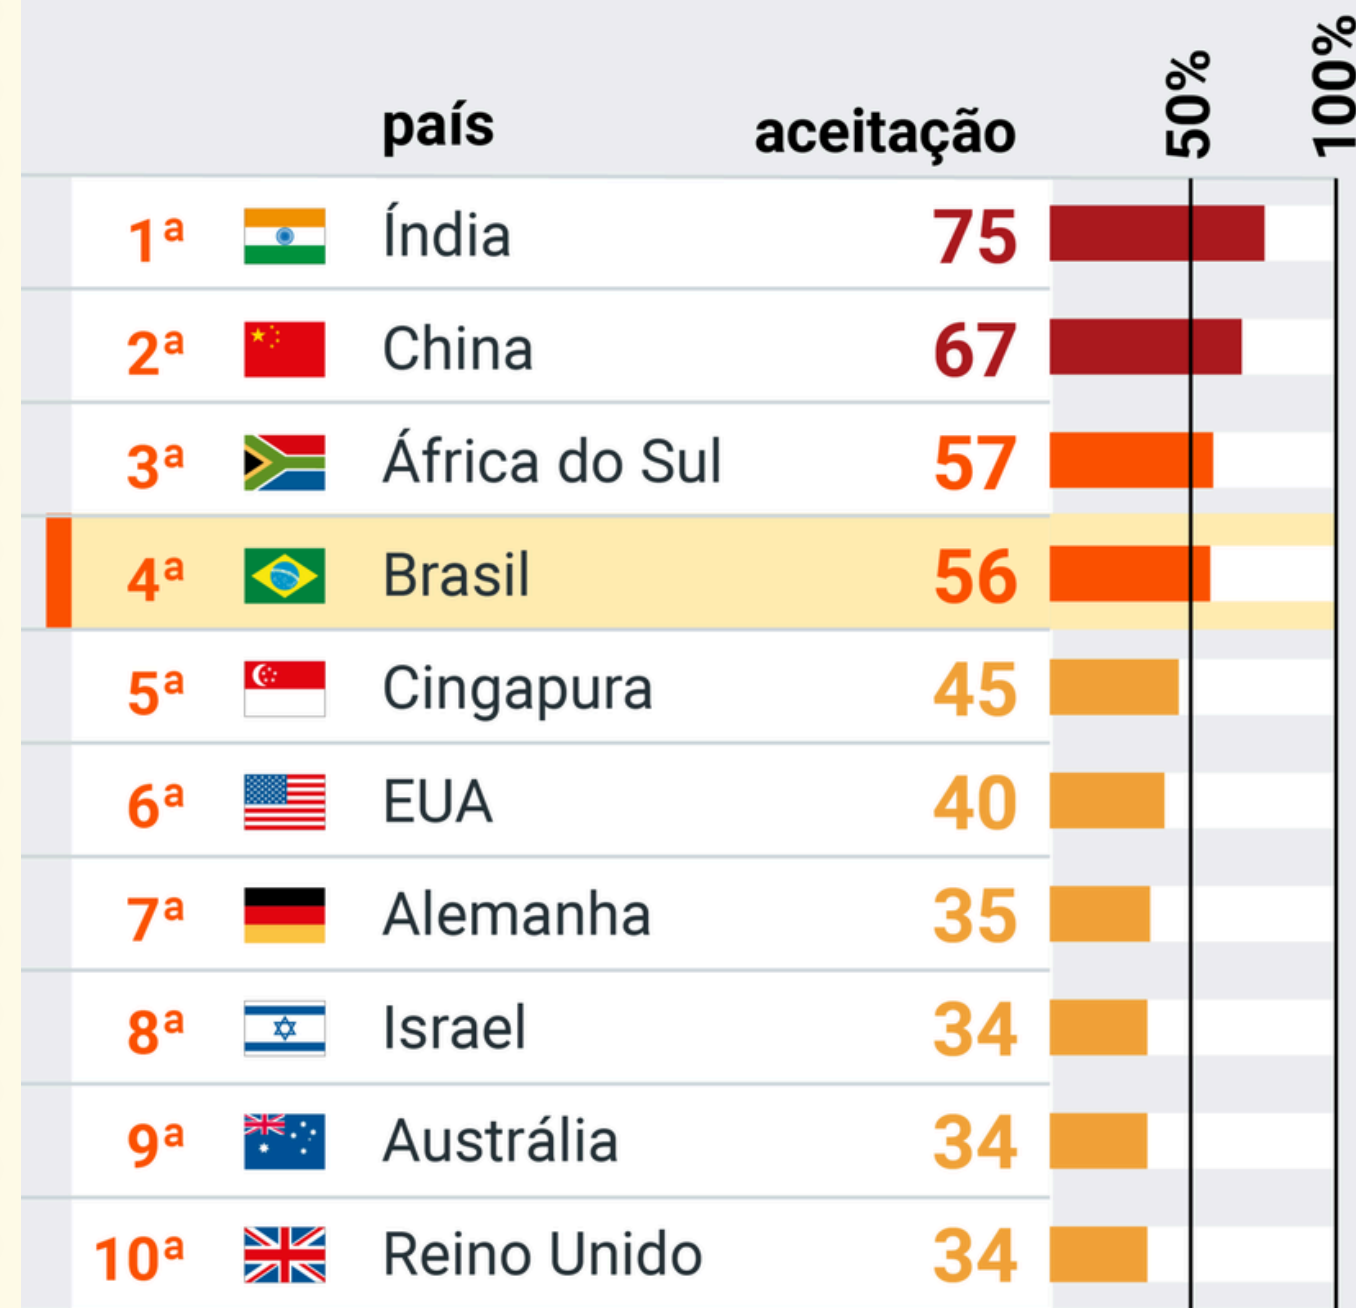 país aceitação 50% 100%
1ª Índia 75
2ª China 67
3ª África do Sul 57
4ª Brasil 56
5ª Cingapura 45
6ª EUA 40
7ª Alemanha 35
8ª Israel 34
9ª Austrália 34
10ª Reino Unido 34